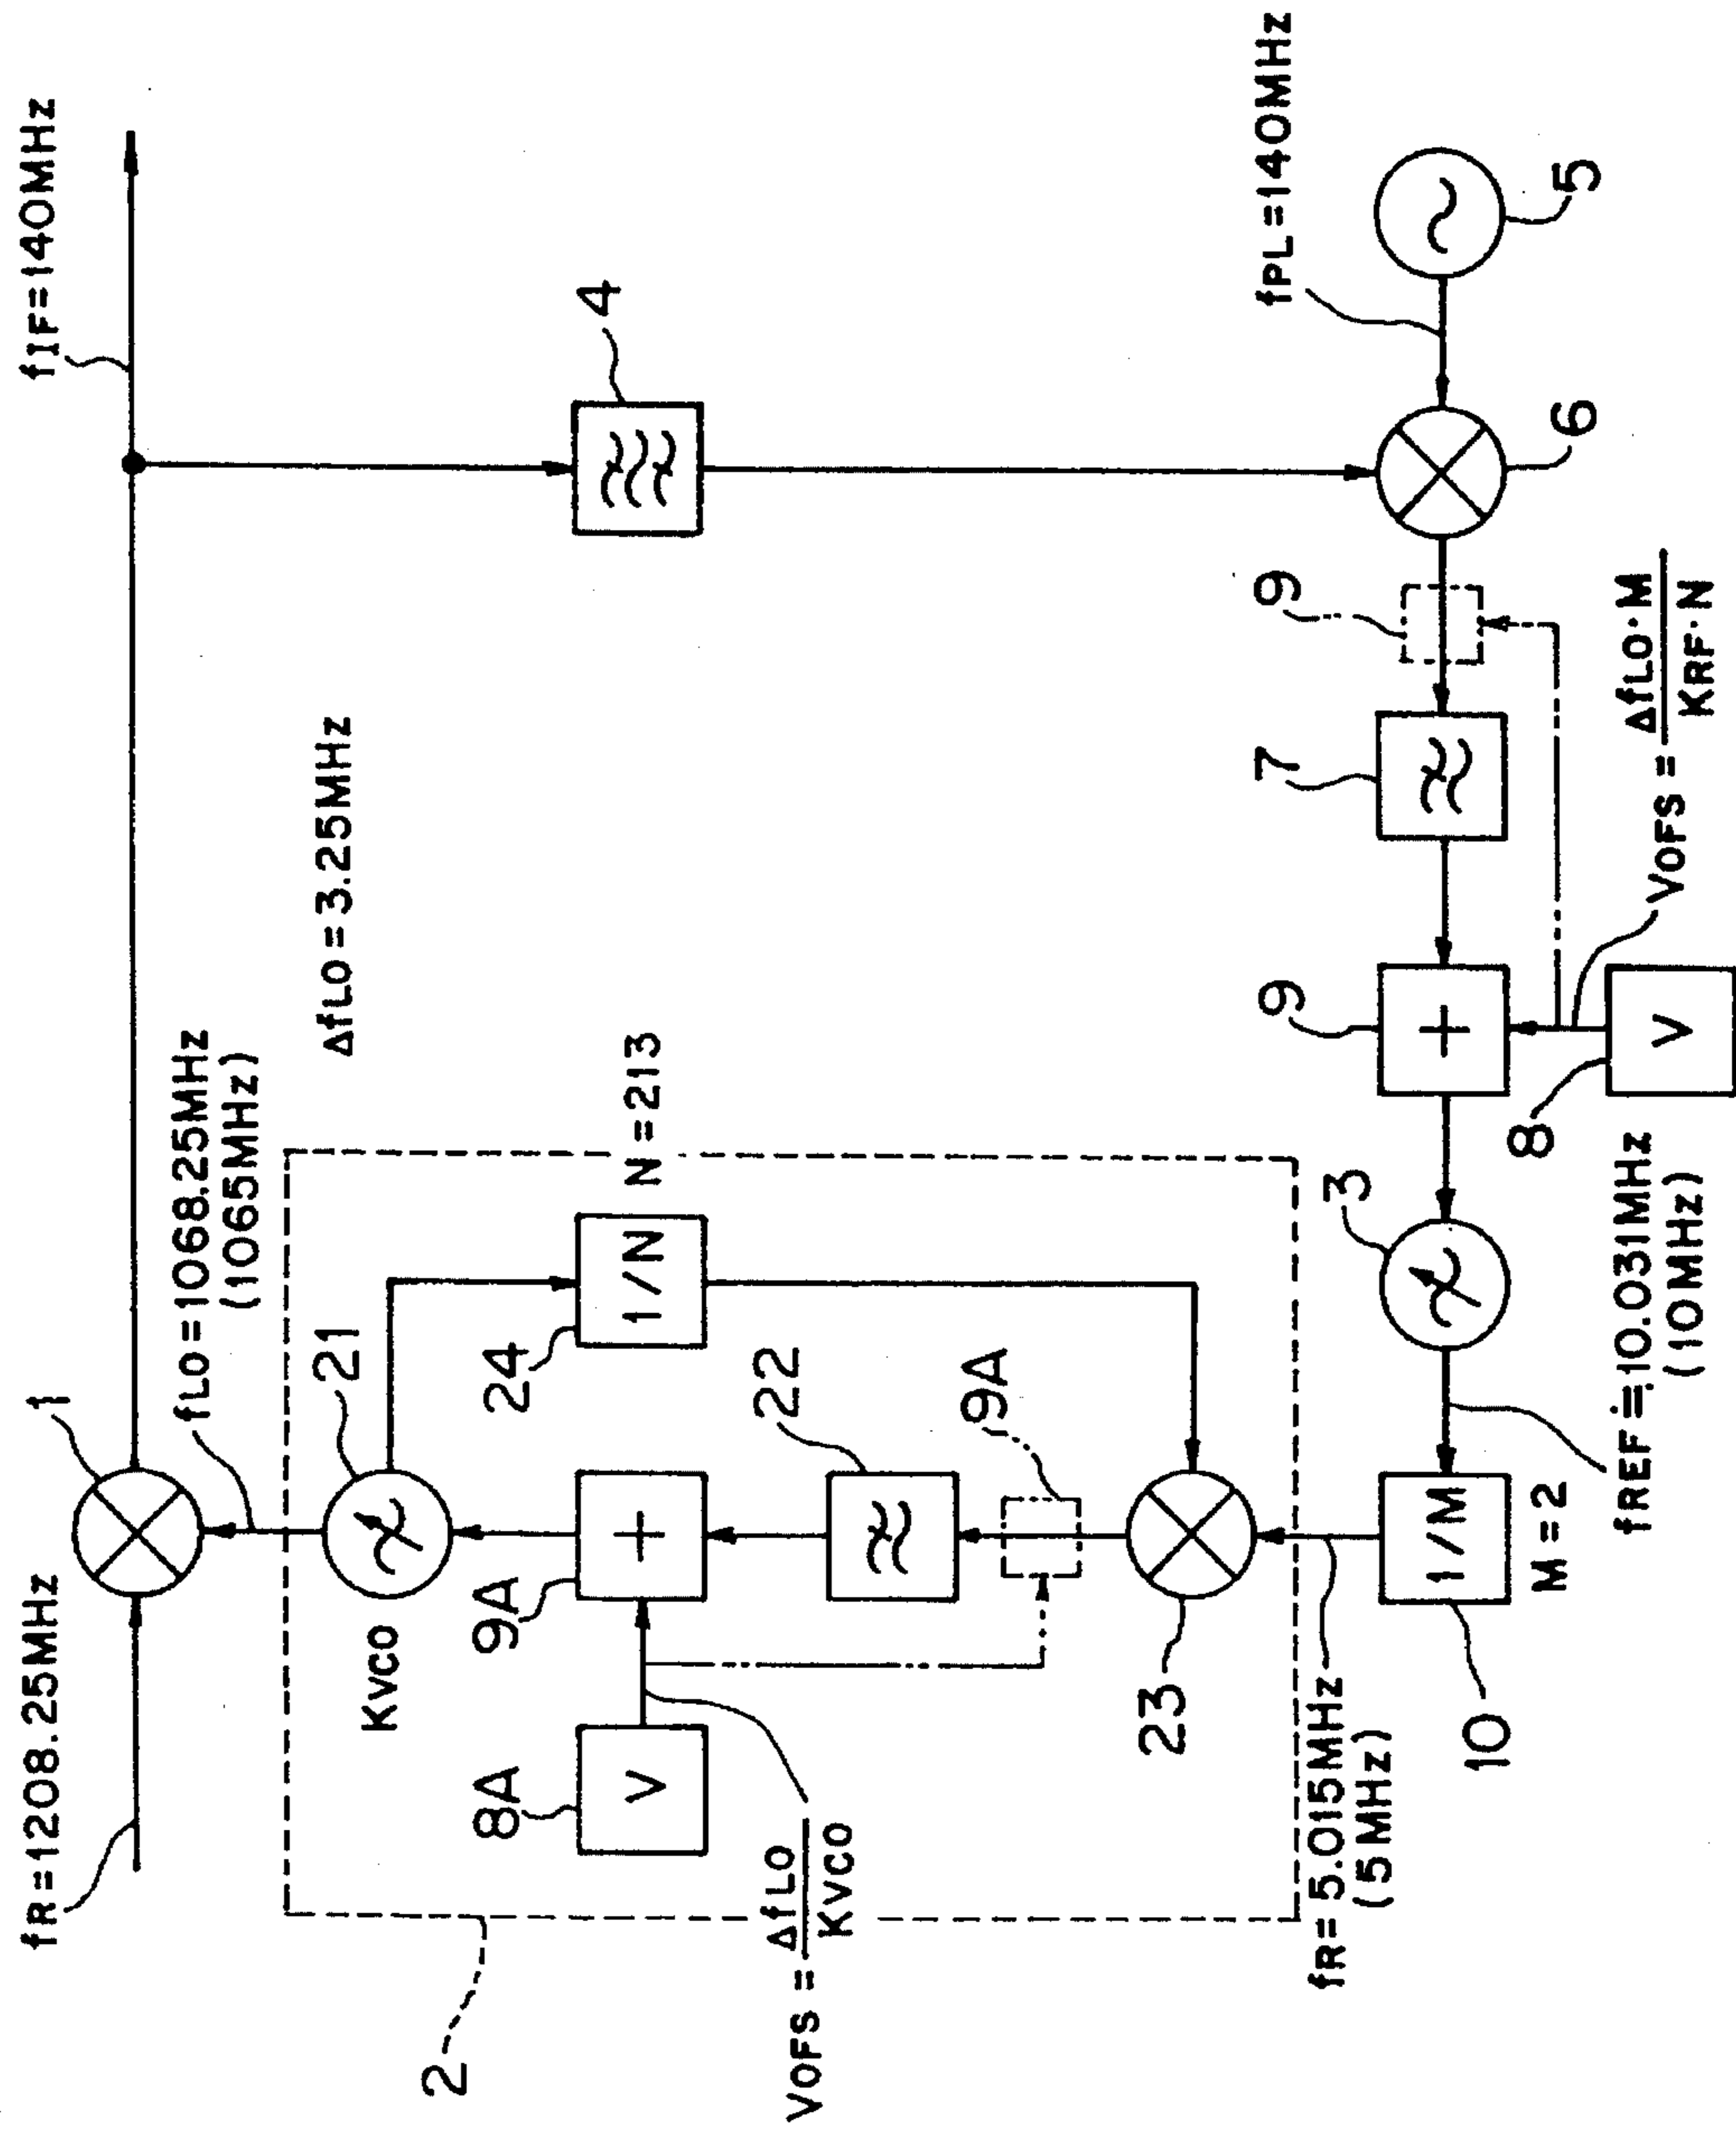 fR=1208.25MHz
1
fLO=1068.25MHz
(1065MHz)
fIF=140MHz
ΔfLO=3.25MHz
2
KVCO
21
8A
V
9A
+
24
1/N
N=213
4
VOFS=ΔfLO/KVCO
22
9A
23
fR=5.015MHz
(5MHz)
10
1/M
M=2
3
fREF≒10.031MHz
(10MHz)
9
+
8
V
7
9
6
fPL=140MHz
5
VOFS=ΔfLO·M/KRF·N